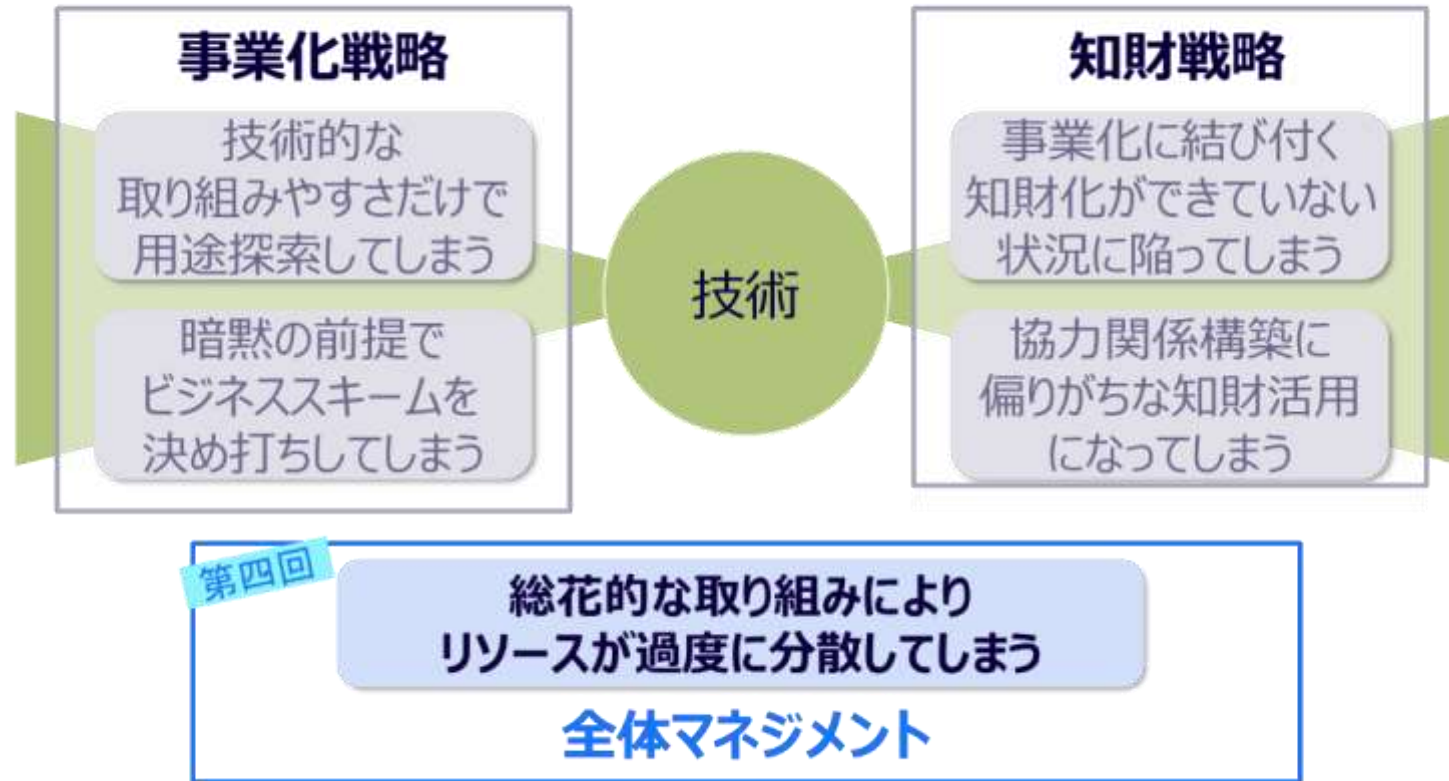 事業化戦略
技術的な
取り組みやすさだけで
用途探索してしまう
暗黙の前提で
ビジネススキームを
決め打ちしてしまう
技術
知財戦略
事業化に結び付く
知財化ができていない
状況に陥ってしまう
協力関係構築に
偏りがちな知財活用
になってしまう
第四回
総花的な取り組みにより
リソースが過度に分散してしまう
全体マネジメント